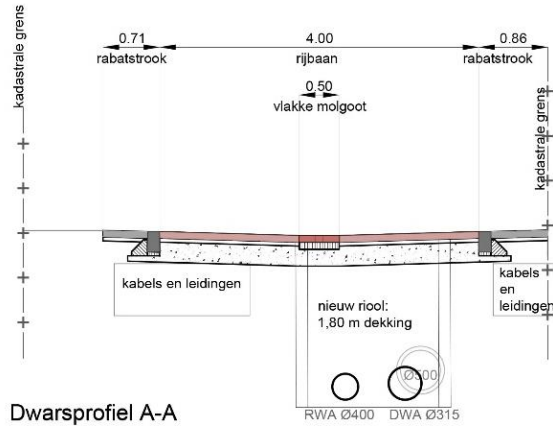 0.71 4.00 0.86
rabatstrook rijbaan rabatstrook
0.50
vlakke molgoot
kadastrale grens
kadastrale grens
kabels en leidingen
kabels
en
leidingen
nieuw riool:
1,80 m dekking
Ø500
RWA Ø400 DWA Ø315
Dwarsprofiel A-A